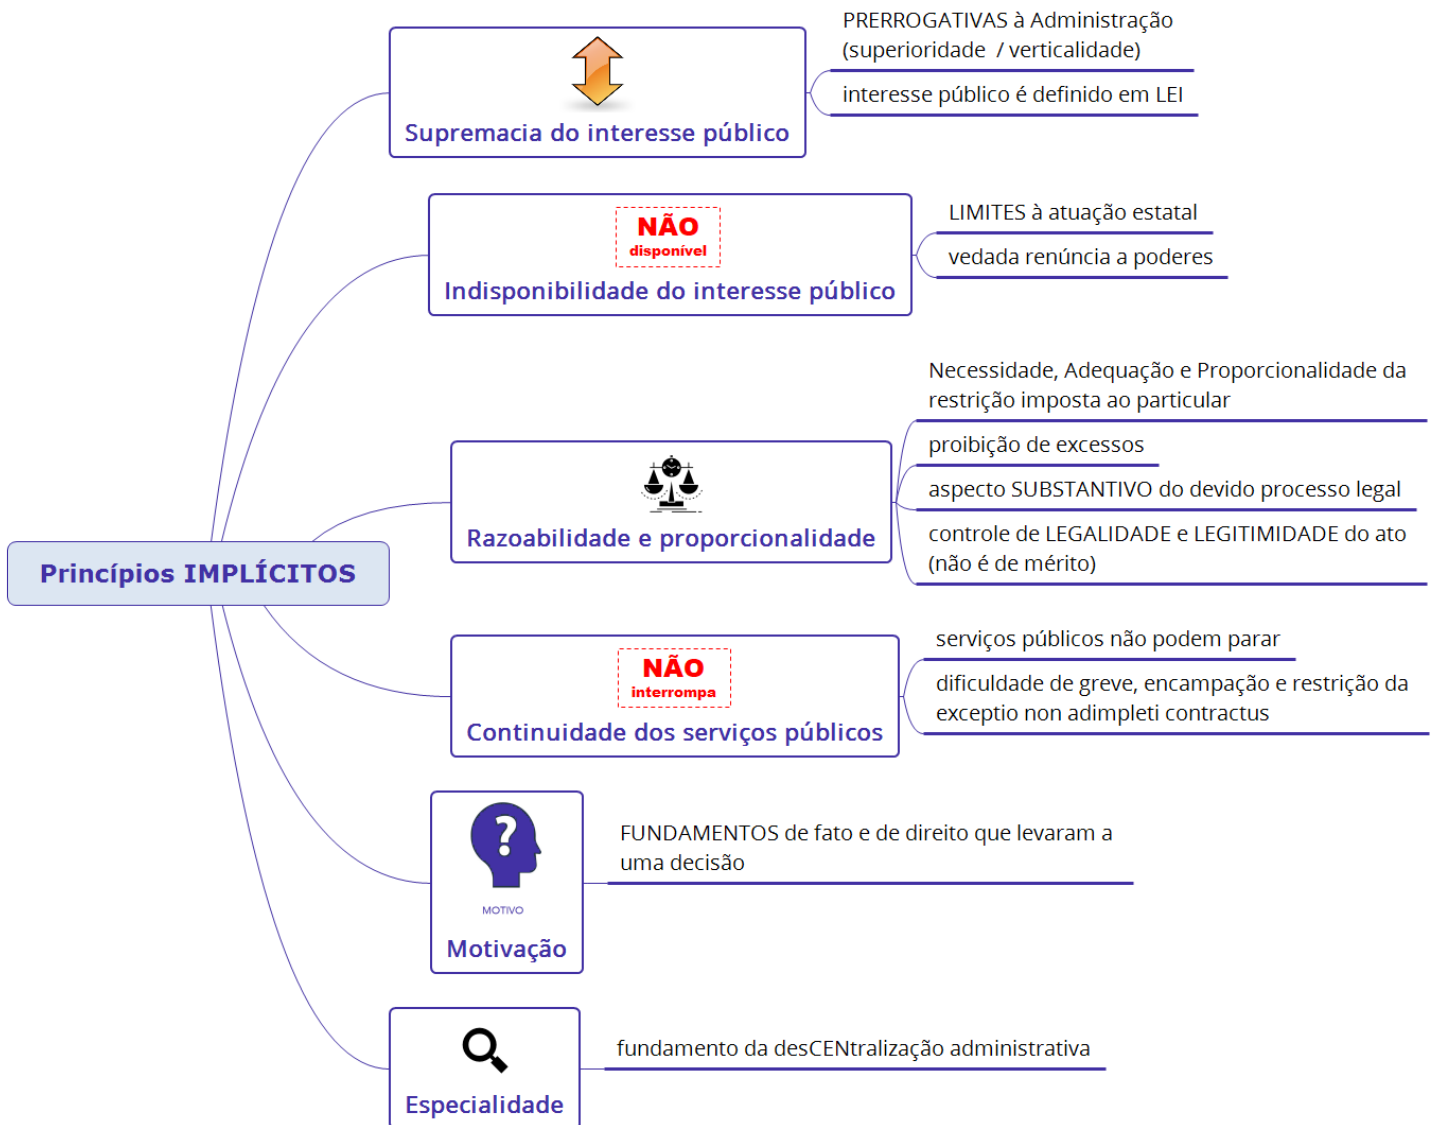 PRERROGATIVAS à Administração
(superioridade / verticalidade)
interesse público é definido em LEI
Supremacia do interesse público
NÃO
disponível
Indisponibilidade do interesse público
LIMITES à atuação estatal
vedada renúncia a poderes
Necessidade, Adequação e Proporcionalidade da
restrição imposta ao particular
proibição de excessos
aspecto SUBSTANTIVO do devido processo legal
controle de LEGALIDADE e LEGITIMIDADE do ato
(não é de mérito)
Razoabilidade e proporcionalidade
Princípios IMPLÍCITOS
NÃO
interrompa
Continuidade dos serviços públicos
serviços públicos não podem parar
dificuldade de greve, encampação e restrição da
exceptio non adimpleti contractus
?
MOTIVO
Motivação
FUNDAMENTOS de fato e de direito que levaram a
uma decisão
Especialidade
fundamento da desCENtralização administrativa